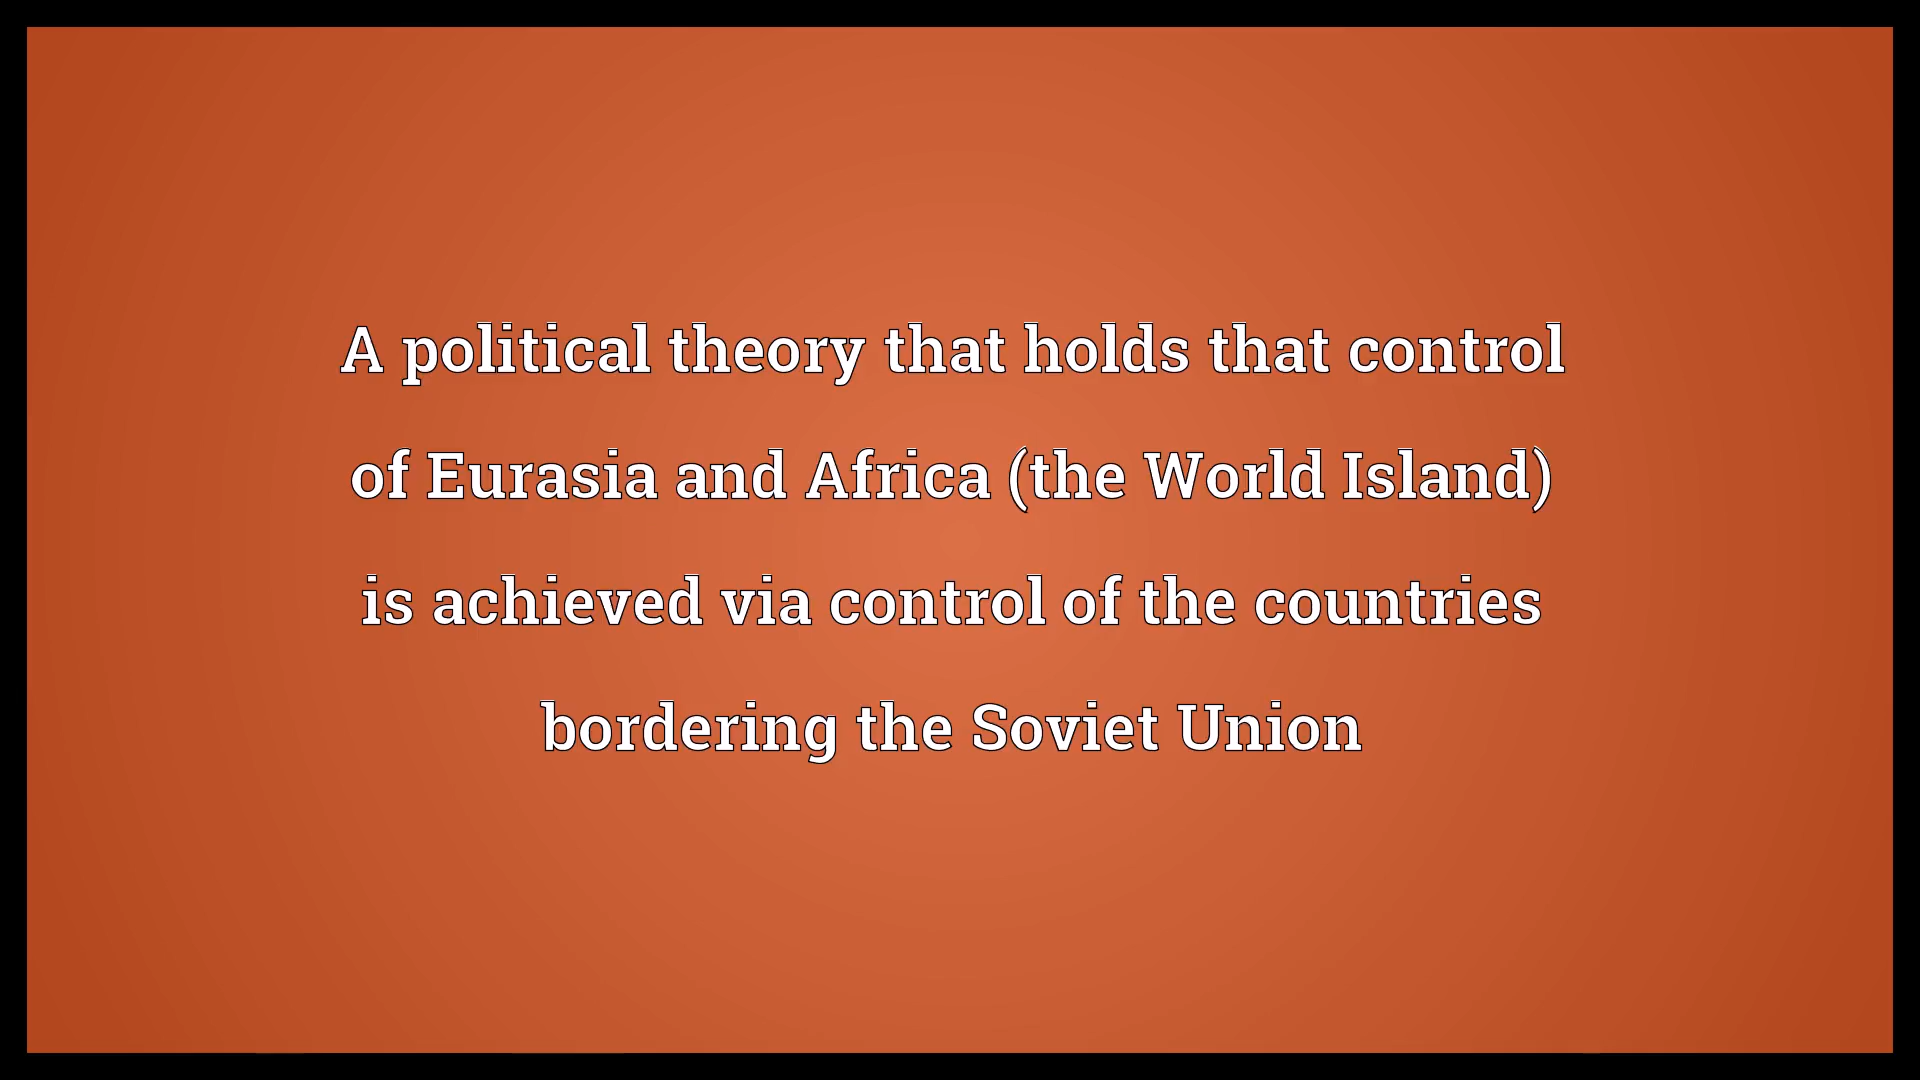 A political theory that holds that control
of Eurasia and Africa (the World Island)
is achieved via control of the countries
bordering the Soviet Union